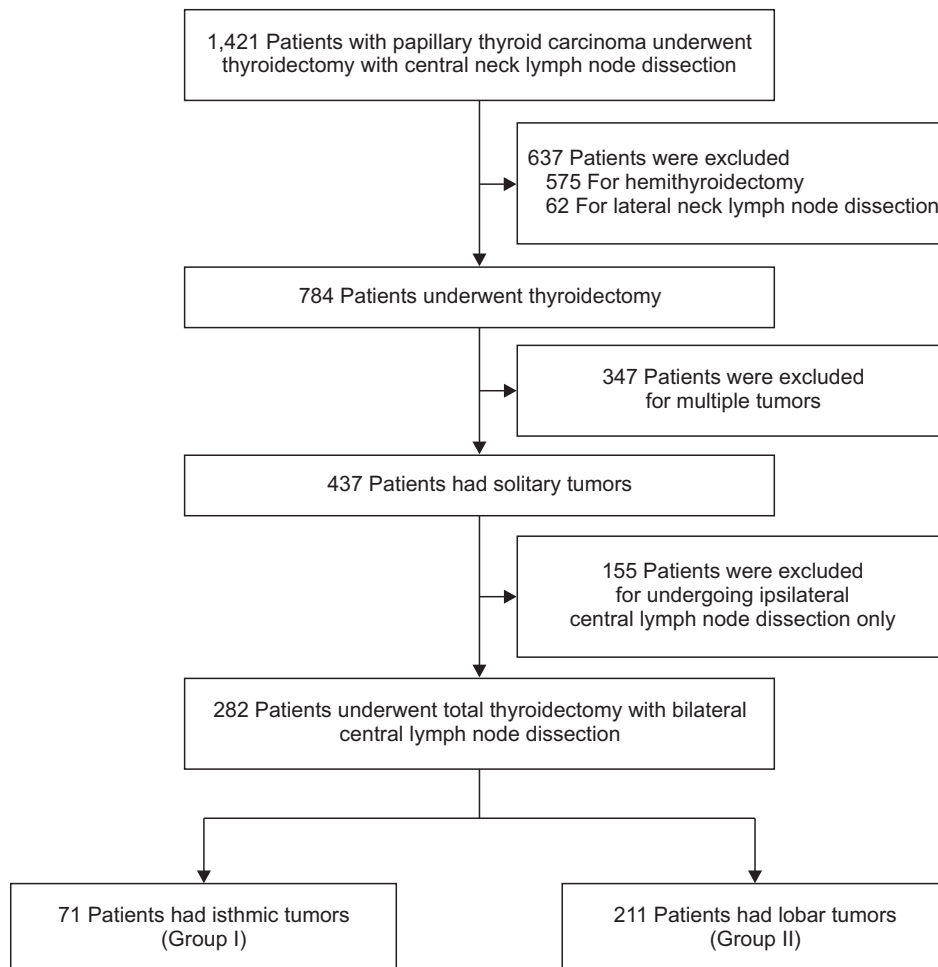 1,421 Patients with papillary thyroid carcinoma underwent
thyroidectomy with central neck lymph node dissection
637 Patients were excluded
575 For hemithyroidectomy
62 For lateral neck lymph node dissection
784 Patients underwent thyroidectomy
347 Patients were excluded
for multiple tumors
437 Patients had solitary tumors
155 Patients were excluded
for undergoing ipsilateral
central lymph node dissection only
282 Patients underwent total thyroidectomy with bilateral
central lymph node dissection
71 Patients had isthmic tumors
(Group I)
211 Patients had lobar tumors
(Group II)